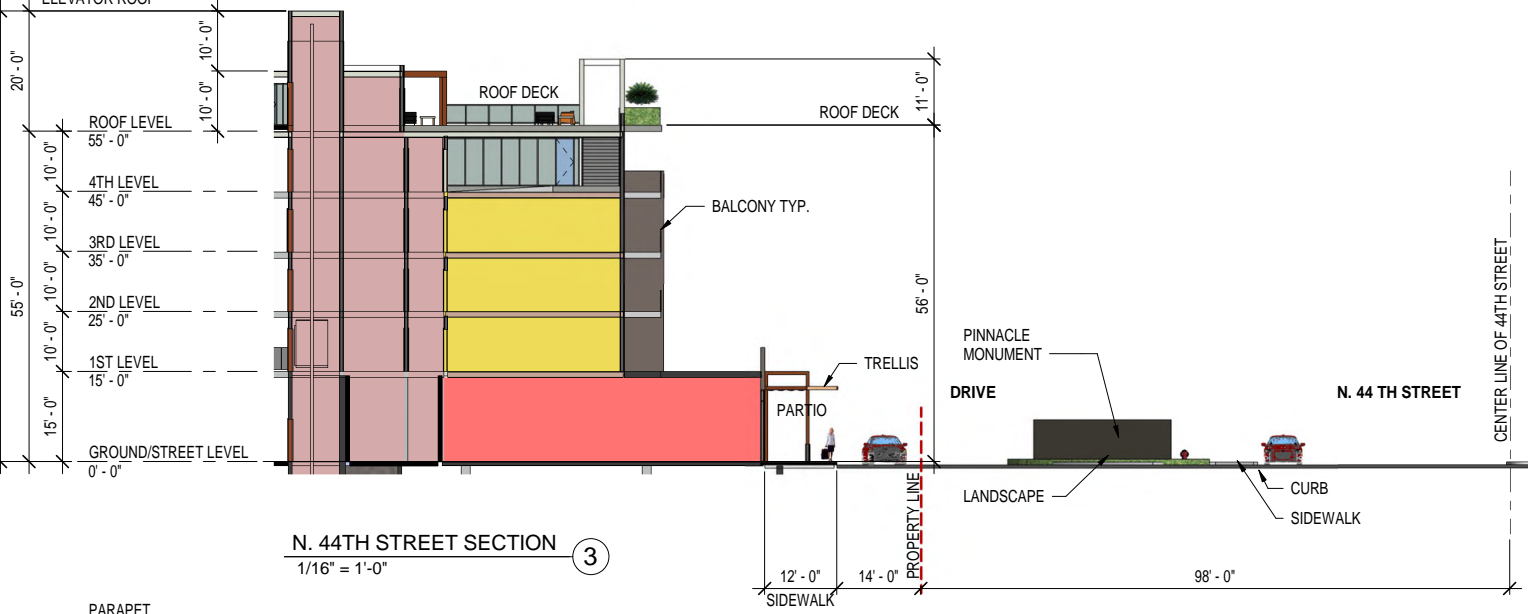 ELEVATOR ROOF
20' - 0"
10' - 0"
10' - 0"
ROOF LEVEL
55' - 0"
10' - 0"
4TH LEVEL
45' - 0"
10' - 0"
3RD LEVEL
35' - 0"
10' - 0"
2ND LEVEL
25' - 0"
10' - 0"
1ST LEVEL
15' - 0"
15' - 0"
GROUND/STREET LEVEL
0' - 0"
55' - 0"
ROOF DECK
ROOF DECK
11' - 0"
56' - 0"
BALCONY TYP.
TRELLIS
PARTIO
PINNACLE
MONUMENT
DRIVE
N. 44 TH STREET
CENTER LINE OF 44TH STREET
LANDSCAPE
CURB
SIDEWALK
PROPERTY LINE
12' - 0"
14' - 0"
98' - 0"
SIDEWALK
N. 44TH STREET SECTION
3
1/16" = 1'-0"
PARAPET